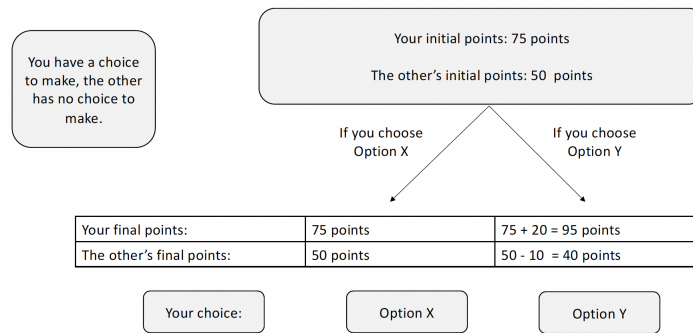 You have a choice
to make, the other
has no choice to
make.
Your initial points: 75 points
The other's initial points: 50 points
If you choose
Option X
If you choose
Option Y
Your final points: 75 points 75 + 20 = 95 points
The other's final points: 50 points 50 - 10 = 40 points
Your choice: Option X Option Y